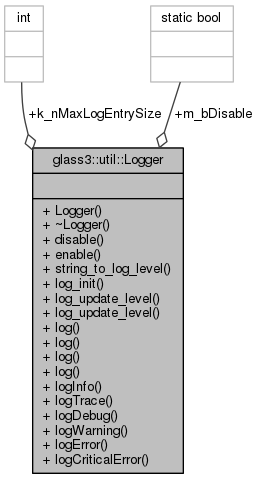 int
static bool
+k_nMaxLogEntrySize
+m_bDisable
glass3::util::Logger
+ Logger()
+ ~Logger()
+ disable()
+ enable()
+ string_to_log_level()
+ log_init()
+ log_update_level()
+ log_update_level()
+ log()
+ log()
+ log()
+ log()
+ logInfo()
+ logTrace()
+ logDebug()
+ logWarning()
+ logError()
+ logCriticalError()